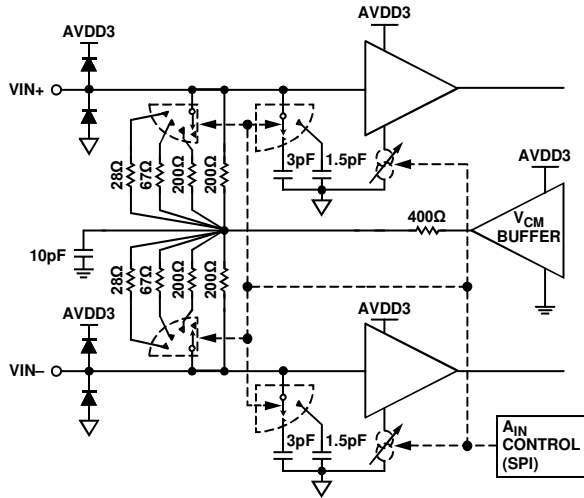 AVDD3
AVDD3
VIN+
28Ω
67Ω
200Ω
200Ω
3pF
1.5pF
AVDD3
400Ω
VCM
BUFFER
10pF
28Ω
67Ω
200Ω
200Ω
AVDD3
AVDD3
VIN–
3pF
1.5pF
AIN
CONTROL
(SPI)